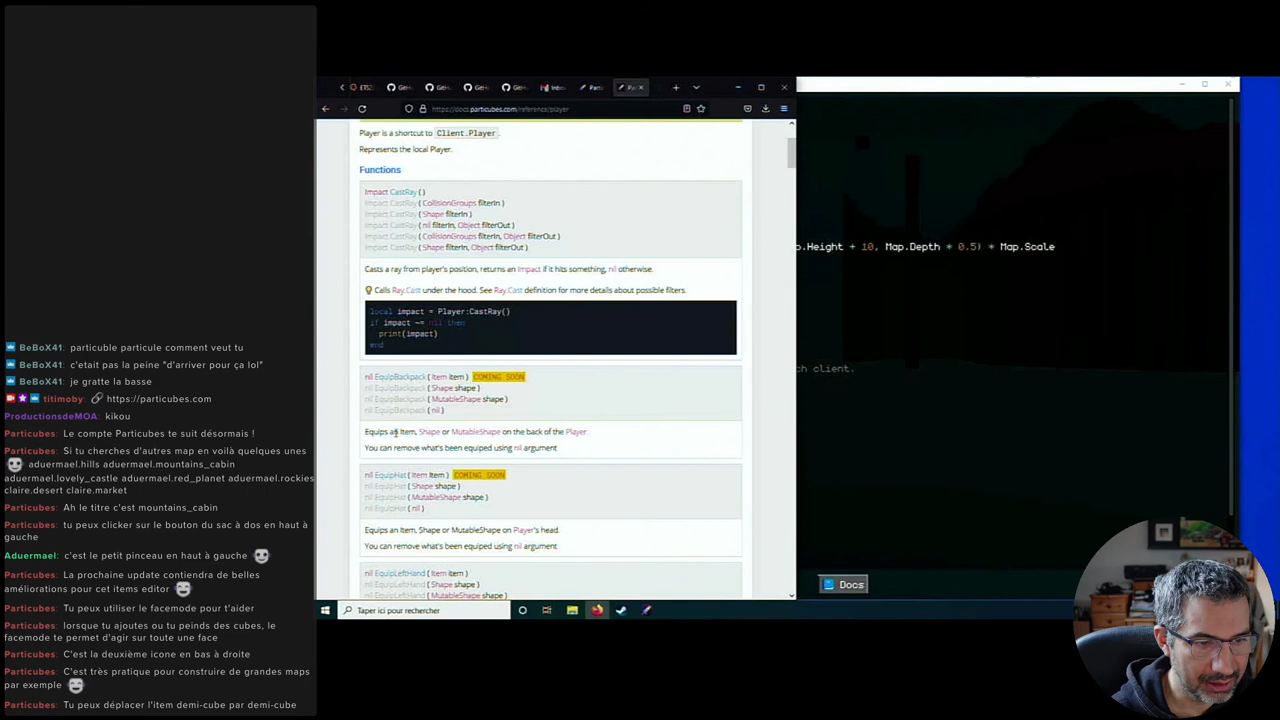 BeBoX41: particuble particule comment veut tu
BeBoX41: c'etait pas la peine "d'arriver pour ça lol"
BeBoX41: je gratte la basse
titimoby: https://particubes.com
ProductionsdeMOA: kikou
Particubes: Le compte Particubes te suit désormais !
Particubes: Si tu cherches d'autres map en voilà quelques unes
aduermael.hills aduermael.mountains_cabin
aduermael.lovely_castle aduermael.red_planet aduermael.rockies
claire.desert claire.market
Particubes: Ah le titre c'est mountains_cabin
Particubes: tu peux clicker sur le bouton du sac à dos en haut à
gauche
Aduermael: c'est le petit pinceau en haut à gauche
Particubes: La prochaine update contiendra de belles
améliorations pour cet items editor
Particubes: Tu peux utiliser le facemode pour t'aider
Particubes: lorsque tu ajoutes ou tu peinds des cubes, le
facemode te permet d'agir sur toute une face
Particubes: C'est la deuxième icone en bas à droite
Particubes: C'est très pratique pour construire de grandes maps
par exemple
Particubes: Tu peux déplacer l'item demi-cube par demi-cube
ETS2 GitH GitH GitH GitH Inbo Parti
https://docs.particubes.com/reference/player
Player is a shortcut to Client.Player.
Represents the local Player.
Functions
Impact CastRay ( )
Impact CastRay ( CollisionGroups filterIn )
Impact CastRay ( Shape filterIn )
Impact CastRay ( nil filterIn, Object filterOut )
Impact CastRay ( CollisionGroups filterIn, Object filterOut )
Impact CastRay ( Shape filterIn, Object filterOut )
Casts a ray from player's position, returns an Impact if it hits something, nil otherwise.
Calls Ray.Cast under the hood. See Ray.Cast definition for more details about possible filters.
local impact = Player:CastRay()
if impact ~= nil then
print(impact)
end
nil EquipBackpack ( Item item ) COMING SOON
nil EquipBackpack ( Shape shape )
nil EquipBackpack ( MutableShape shape )
nil EquipBackpack ( nil )
Equips an Item, Shape or MutableShape on the back of the Player.
You can remove what's been equiped using nil argument
nil EquipHat ( Item item ) COMING SOON
nil EquipHat ( Shape shape )
nil EquipHat ( MutableShape shape )
nil EquipHat ( nil )
Equips an Item, Shape or MutableShape on Player's head.
You can remove what's been equiped using nil argument
nil EquipLeftHand ( Item item )
nil EquipLeftHand ( Shape shape )
nil EquipLeftHand ( MutableShape shape )
p.Height + 10, Map.Depth * 0.5) * Map.Scale
ch client.
Docs
Taper ici pour rechercher